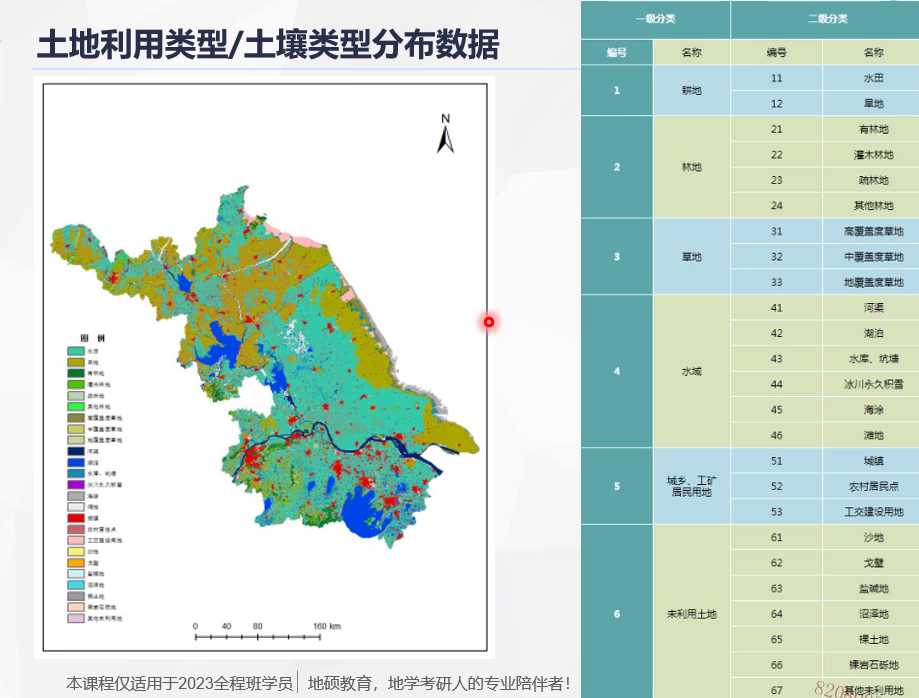 土地利用类型/土壤类型分布数据
N
图 例
水田
旱地
有林地
灌木林地
疏林地
其他林地
高覆盖度草地
中覆盖度草地
地覆盖度草地
河渠
湖泊
水库、坑塘
冰川永久积雪
海涂
滩地
城镇
农村居民点
工交建设用地
沙地
戈壁
盐碱地
沼泽地
裸土地
裸岩石砾地
其他未利用地
0 40 80 160 km
一级分类 二级分类
编号 名称 编号 名称
1 耕地 11 水田
12 旱地
2 林地 21 有林地
22 灌木林地
23 疏林地
24 其他林地
3 草地 31 高覆盖度草地
32 中覆盖度草地
33 地覆盖度草地
4 水域 41 河渠
42 湖泊
43 水库、坑塘
44 冰川永久积雪
45 海涂
46 滩地
5 城乡、工矿居民用地 51 城镇
52 农村居民点
53 工交建设用地
6 未利用土地 61 沙地
62 戈壁
63 盐碱地
64 沼泽地
65 裸土地
66 裸岩石砾地
67 其他未利用地
本课程仅适用于2023全程班学员| 地硕教育，地学考研人的专业陪伴者！